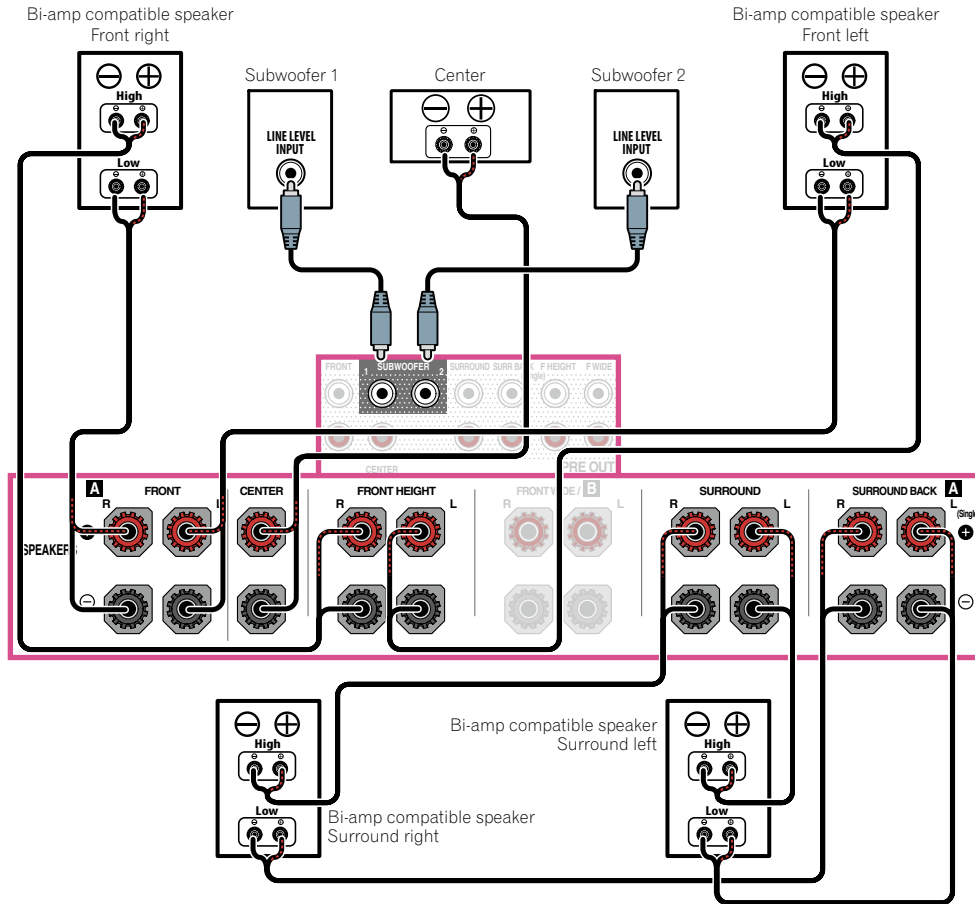 Bi-amp compatible speaker
Front right
Bi-amp compatible speaker
Front left
Subwoofer 1
Center
Subwoofer 2
High
Low
LINE LEVEL
INPUT
LINE LEVEL
INPUT
High
Low
FRONT
SUBWOOFER
1
2
SURROUND
SURR BACK
F HEIGHT
F WIDE
CENTER
PRE OUT
A
FRONT
CENTER
FRONT HEIGHT
FRONT WIDE / B
SURROUND
SURROUND BACK
A
R
L
R
L
R
L
R
L
R
L
(Single
SPEAKERS
High
Low
Bi-amp compatible speaker
Surround right
Bi-amp compatible speaker
Surround left
High
Low